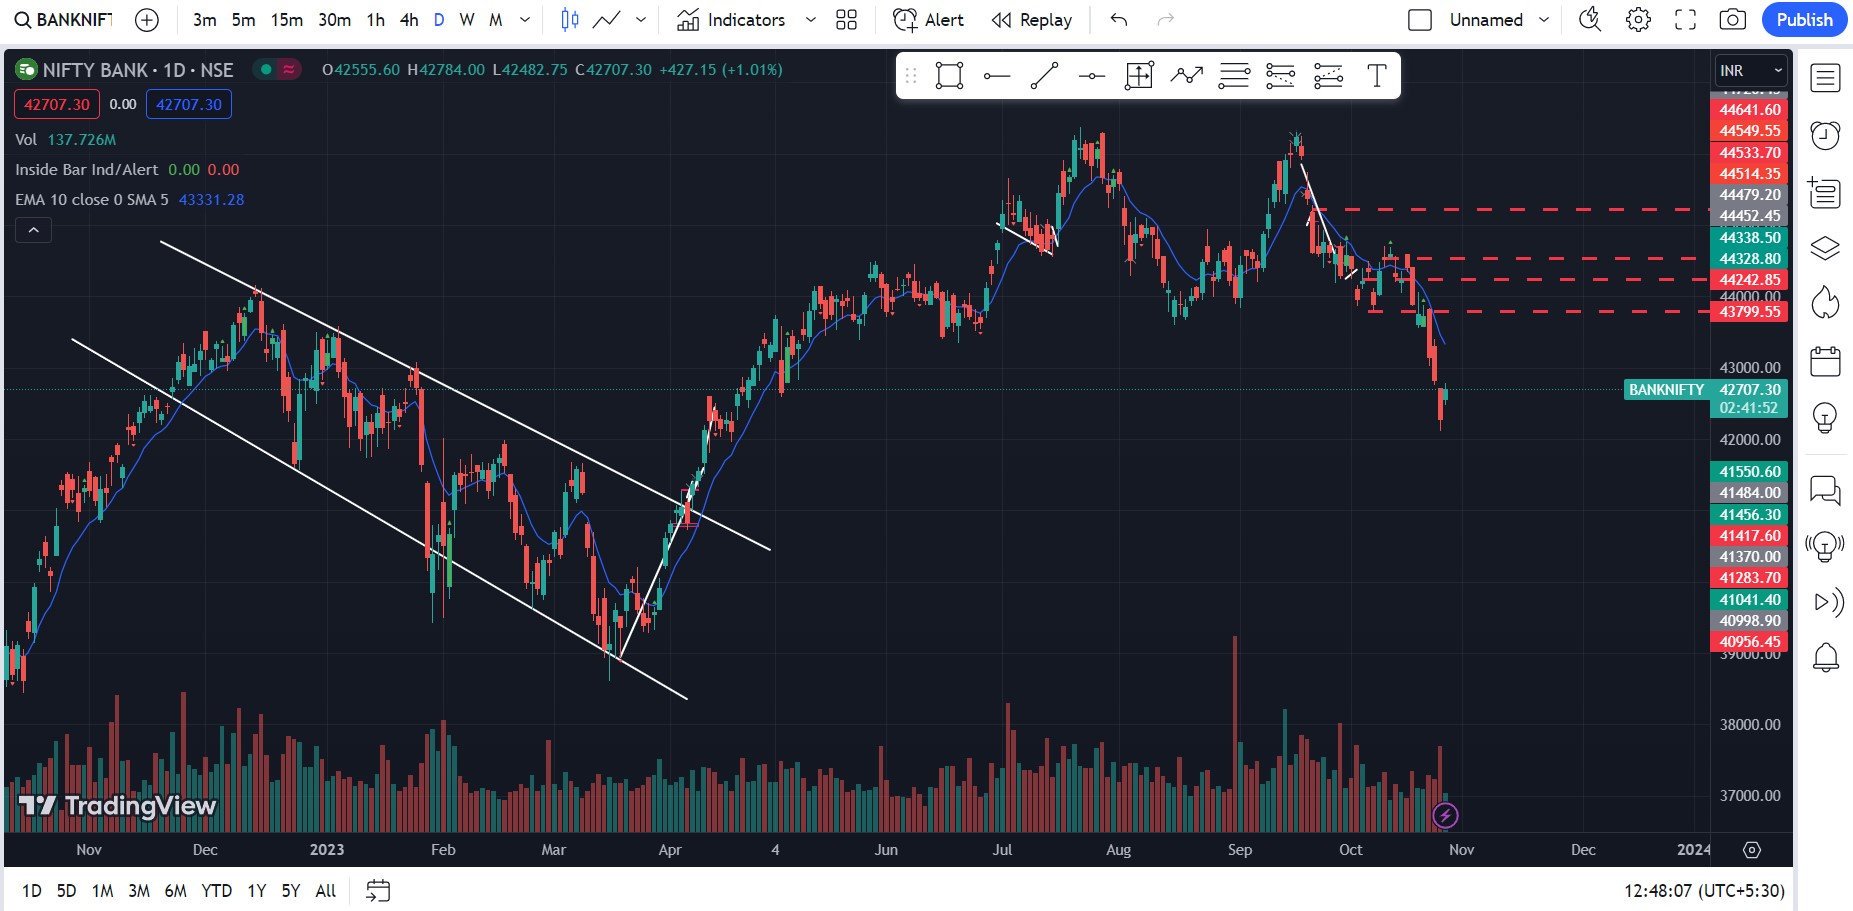 BANKNIFT 3m 5m 15m 30m 1h 4h D W M Indicators Alert Replay Unnamed Publish
NIFTY BANK · 1D · NSE O42555.60 H42784.00 L42482.75 C42707.30 +427.15 (+1.01%)
INR
42707.30 0.00 42707.30
Vol 137.726M
Inside Bar Ind/Alert 0.00 0.00
EMA 10 close 0 SMA 5 43331.28
44641.60
44549.55
44533.70
44514.35
44479.20
44452.45
44338.50
44328.80
44242.85
44000.00
43799.55
43000.00
BANKNIFTY 42707.30
02:41:52
42000.00
41550.60
41484.00
41456.30
41417.60
41370.00
41283.70
41041.40
40998.90
40956.45
39000.00
38000.00
37000.00
TradingView
Nov Dec 2023 Feb Mar Apr 4 Jun Jul Aug Sep Oct Nov Dec 2024
1D 5D 1M 3M 6M YTD 1Y 5Y All 12:48:07 (UTC+5:30)